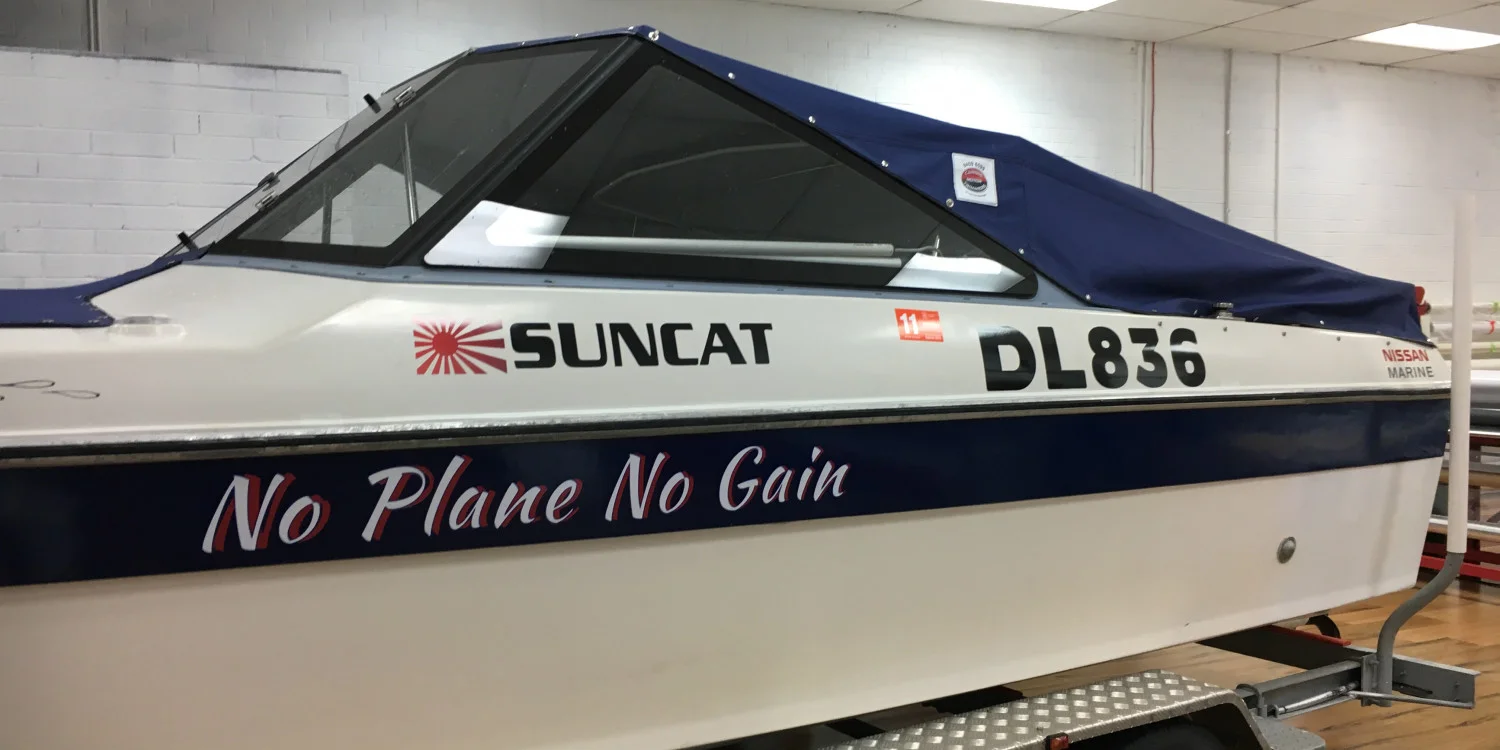 SUNCAT
11
DL836
NISSAN
MARINE
No Plane No Gain